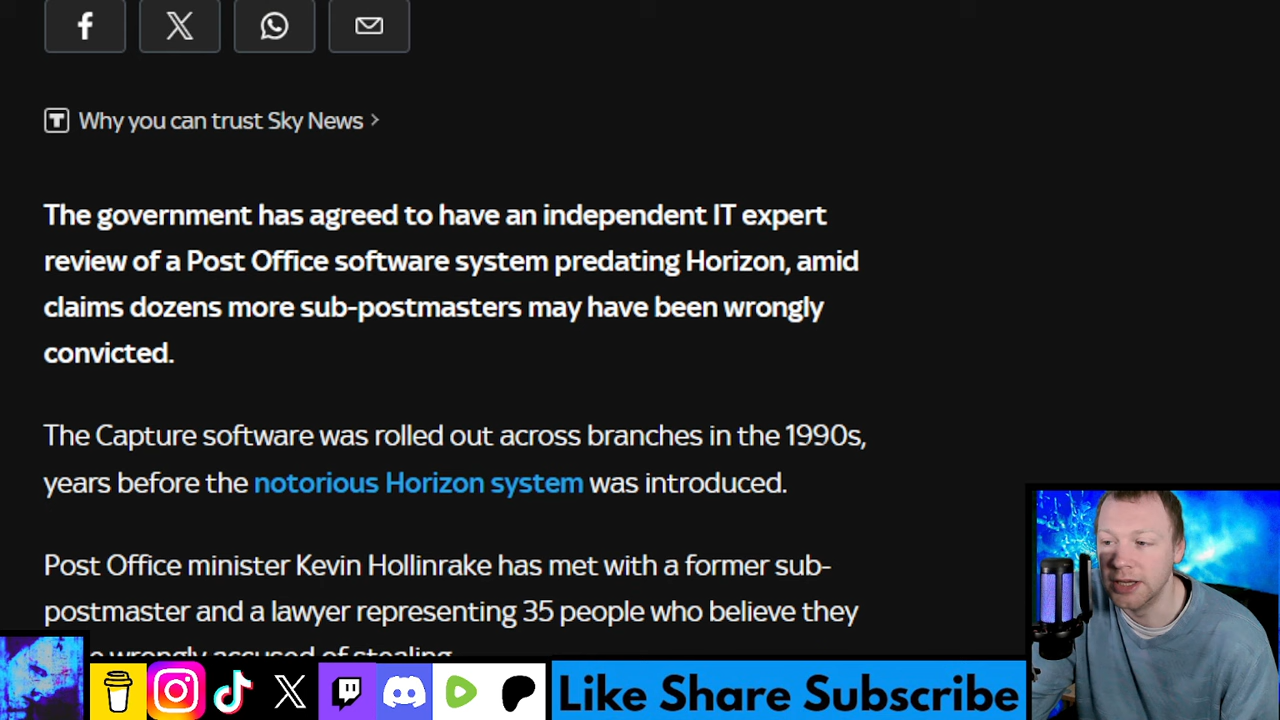 Why you can trust Sky News >
The government has agreed to have an independent IT expert
review of a Post Office software system predating Horizon, amid
claims dozens more sub-postmasters may have been wrongly
convicted.
The Capture software was rolled out across branches in the 1990s,
years before the notorious Horizon system was introduced.
Post Office minister Kevin Hollinrake has met with a former sub-
postmaster and a lawyer representing 35 people who believe they
wrongly accused of stealing
Like Share Subscribe